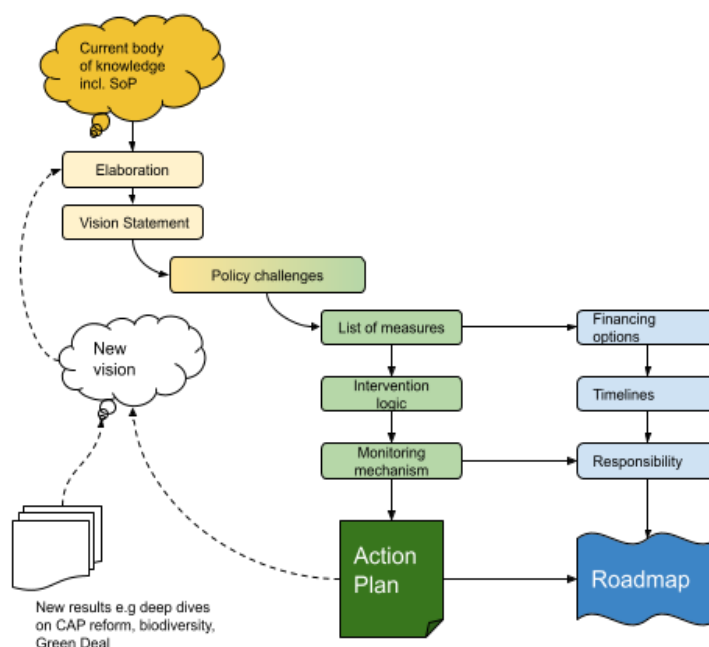 Current body
of knowledge
incl. SoP
Elaboration
Vision Statement
Policy challenges
List of measures
Financing
options
New
vision
Intervention
logic
Timelines
Monitoring
mechanism
Responsibility
Action
Plan
Roadmap
New results e.g deep dives
on CAP reform, biodiversity,
Green Deal